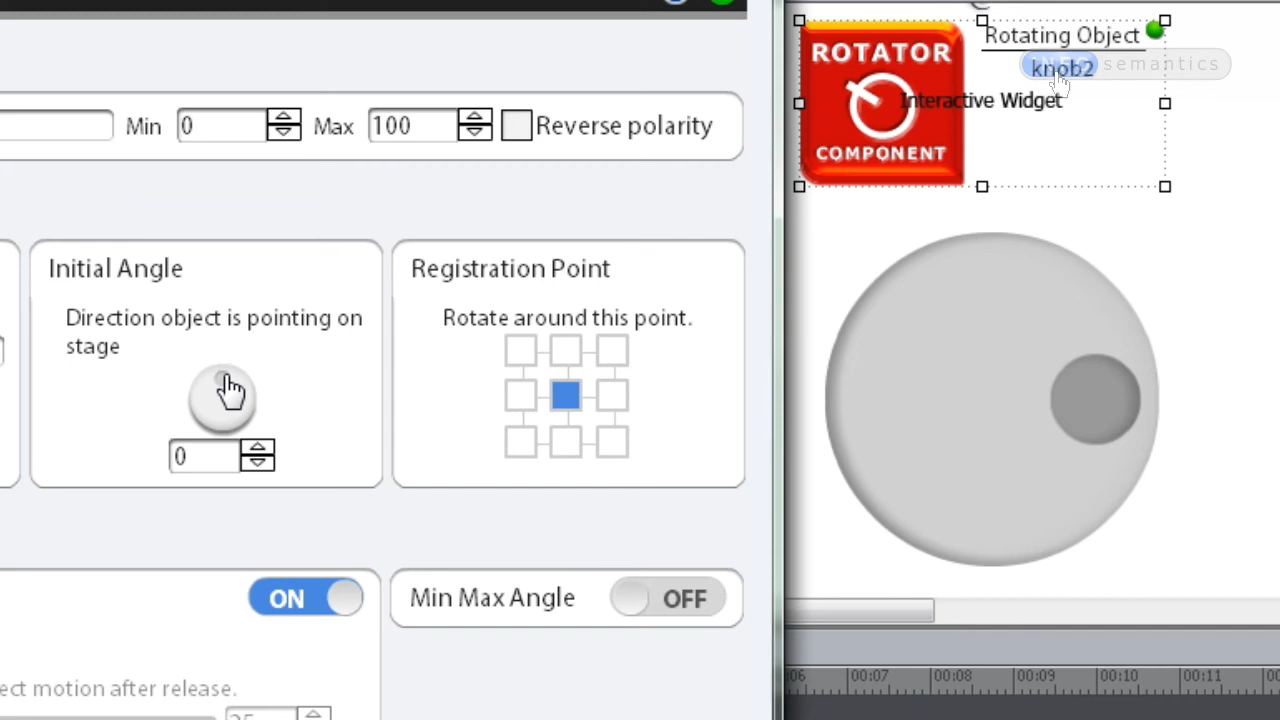 Min 0 Max 100 Reverse polarity
Initial Angle
Direction object is pointing on
stage
0
Registration Point
Rotate around this point.
ON
Min Max Angle OFF
ect motion after release.
ROTATOR
COMPONENT
Rotating Object
knob2
semantics
Interactive Widget
06 00:07 00:08 00:09 00:10 00:11